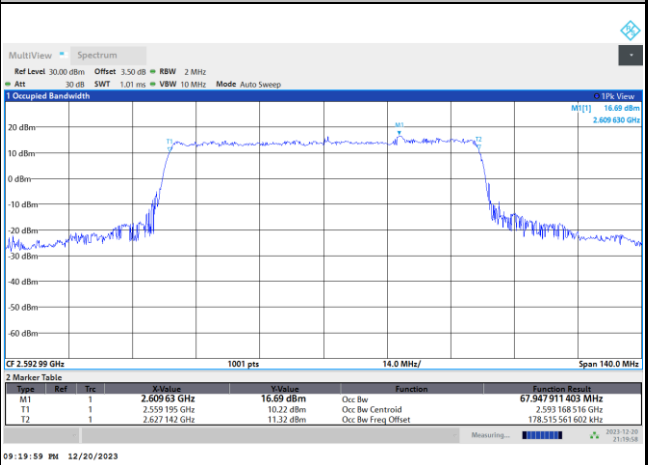 MultiView Spectrum
Ref Level 30.00 dBm Offset 3.50 dB RBW 2 MHz
Att 30 dB SWT 1.01 ms VBW 10 MHz Mode Auto Sweep
1 Occupied Bandwidth 1Pk View
M1[1] 16.69 dBm
2.609 630 GHz
20 dBm
M1
T1
T2
10 dBm
0 dBm
-10 dBm
-20 dBm
-30 dBm
-40 dBm
-50 dBm
-60 dBm
CF 2.592 99 GHz 1001 pts 14.0 MHz/ Span 140.0 MHz
2 Marker Table
Type Ref Trc X-Value Y-Value Function Function Result
M1 1 2.609 63 GHz 16.69 dBm Occ Bw 67.947 911 403 MHz
T1 1 2.559 195 GHz 10.22 dBm Occ Bw Centroid 2.593 168 516 GHz
T2 1 2.627 142 GHz 11.32 dBm Occ Bw Freq Offset 178.515 561 602 kHz
Measuring... 2023-12-20
21:19:58
09:19:59 PM 12/20/2023